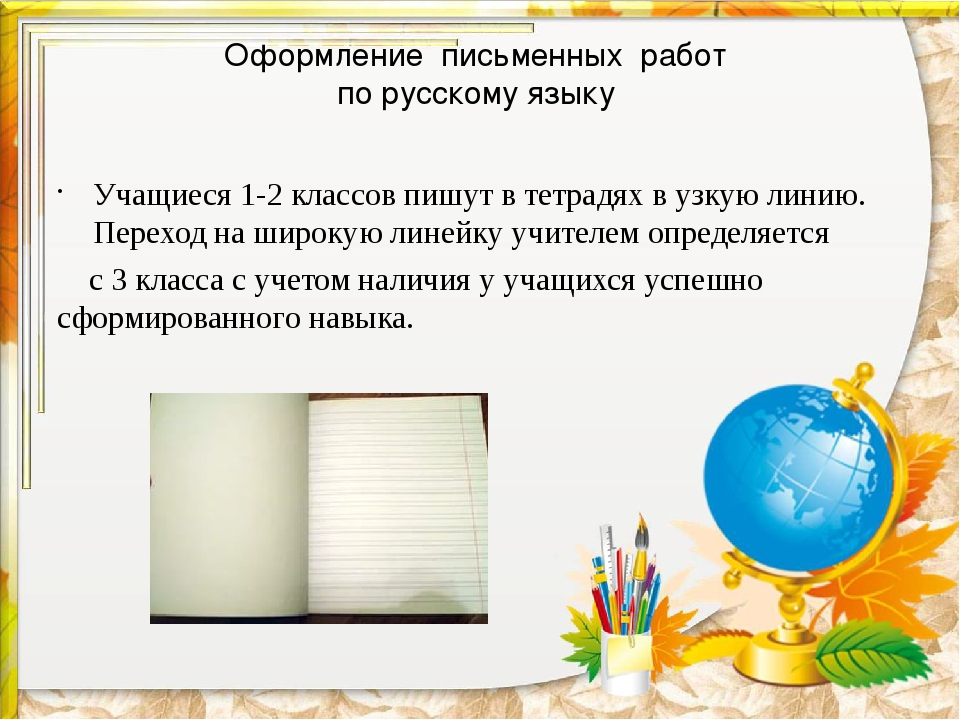 Оформление письменных работ
по русскому языку
Учащиеся 1-2 классов пишут в тетрадях в узкую линию.
Переход на широкую линейку учителем определяется
с 3 класса с учетом наличия у учащихся успешно
сформированного навыка.